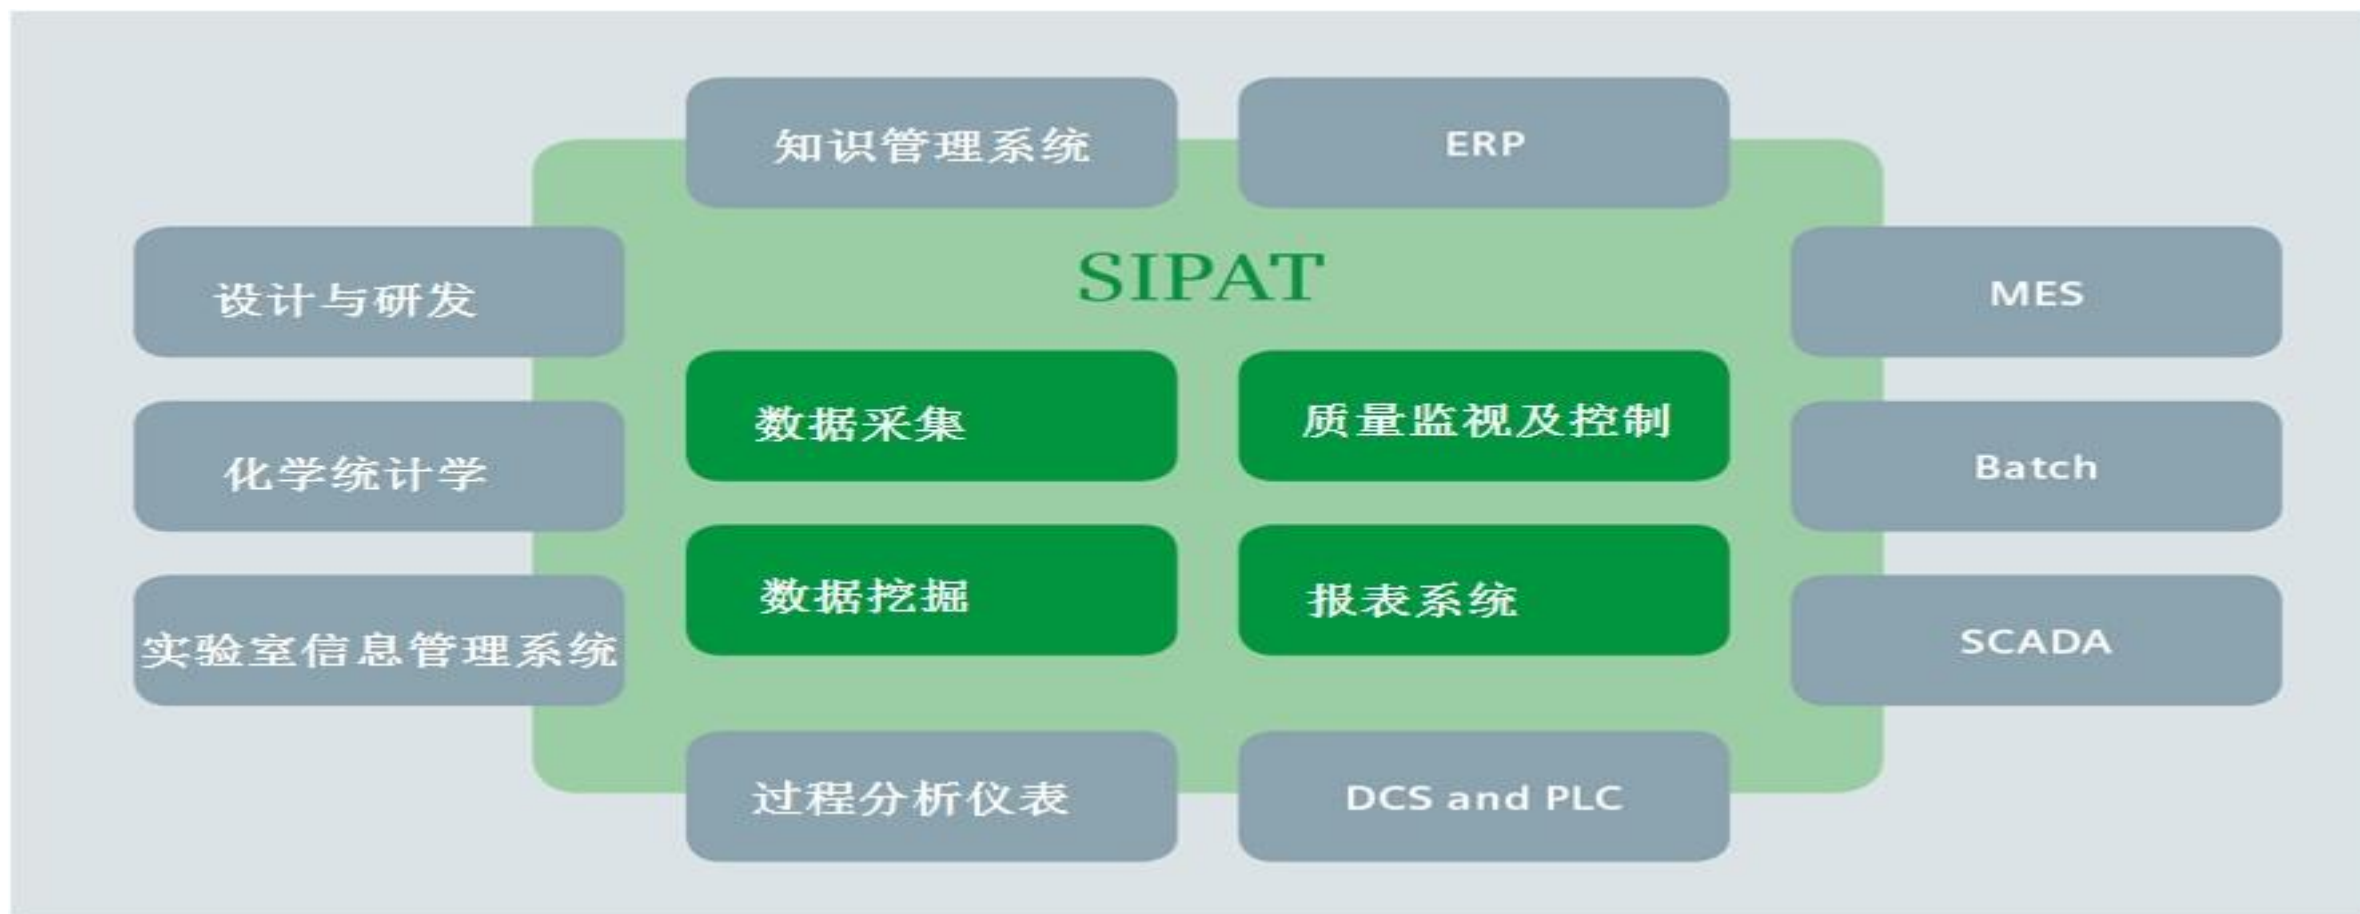 知识管理系统
ERP
SIPAT
设计与研发
MES
数据采集
质量监视及控制
化学统计学
Batch
数据挖掘
报表系统
实验室信息管理系统
SCADA
过程分析仪表
DCS and PLC